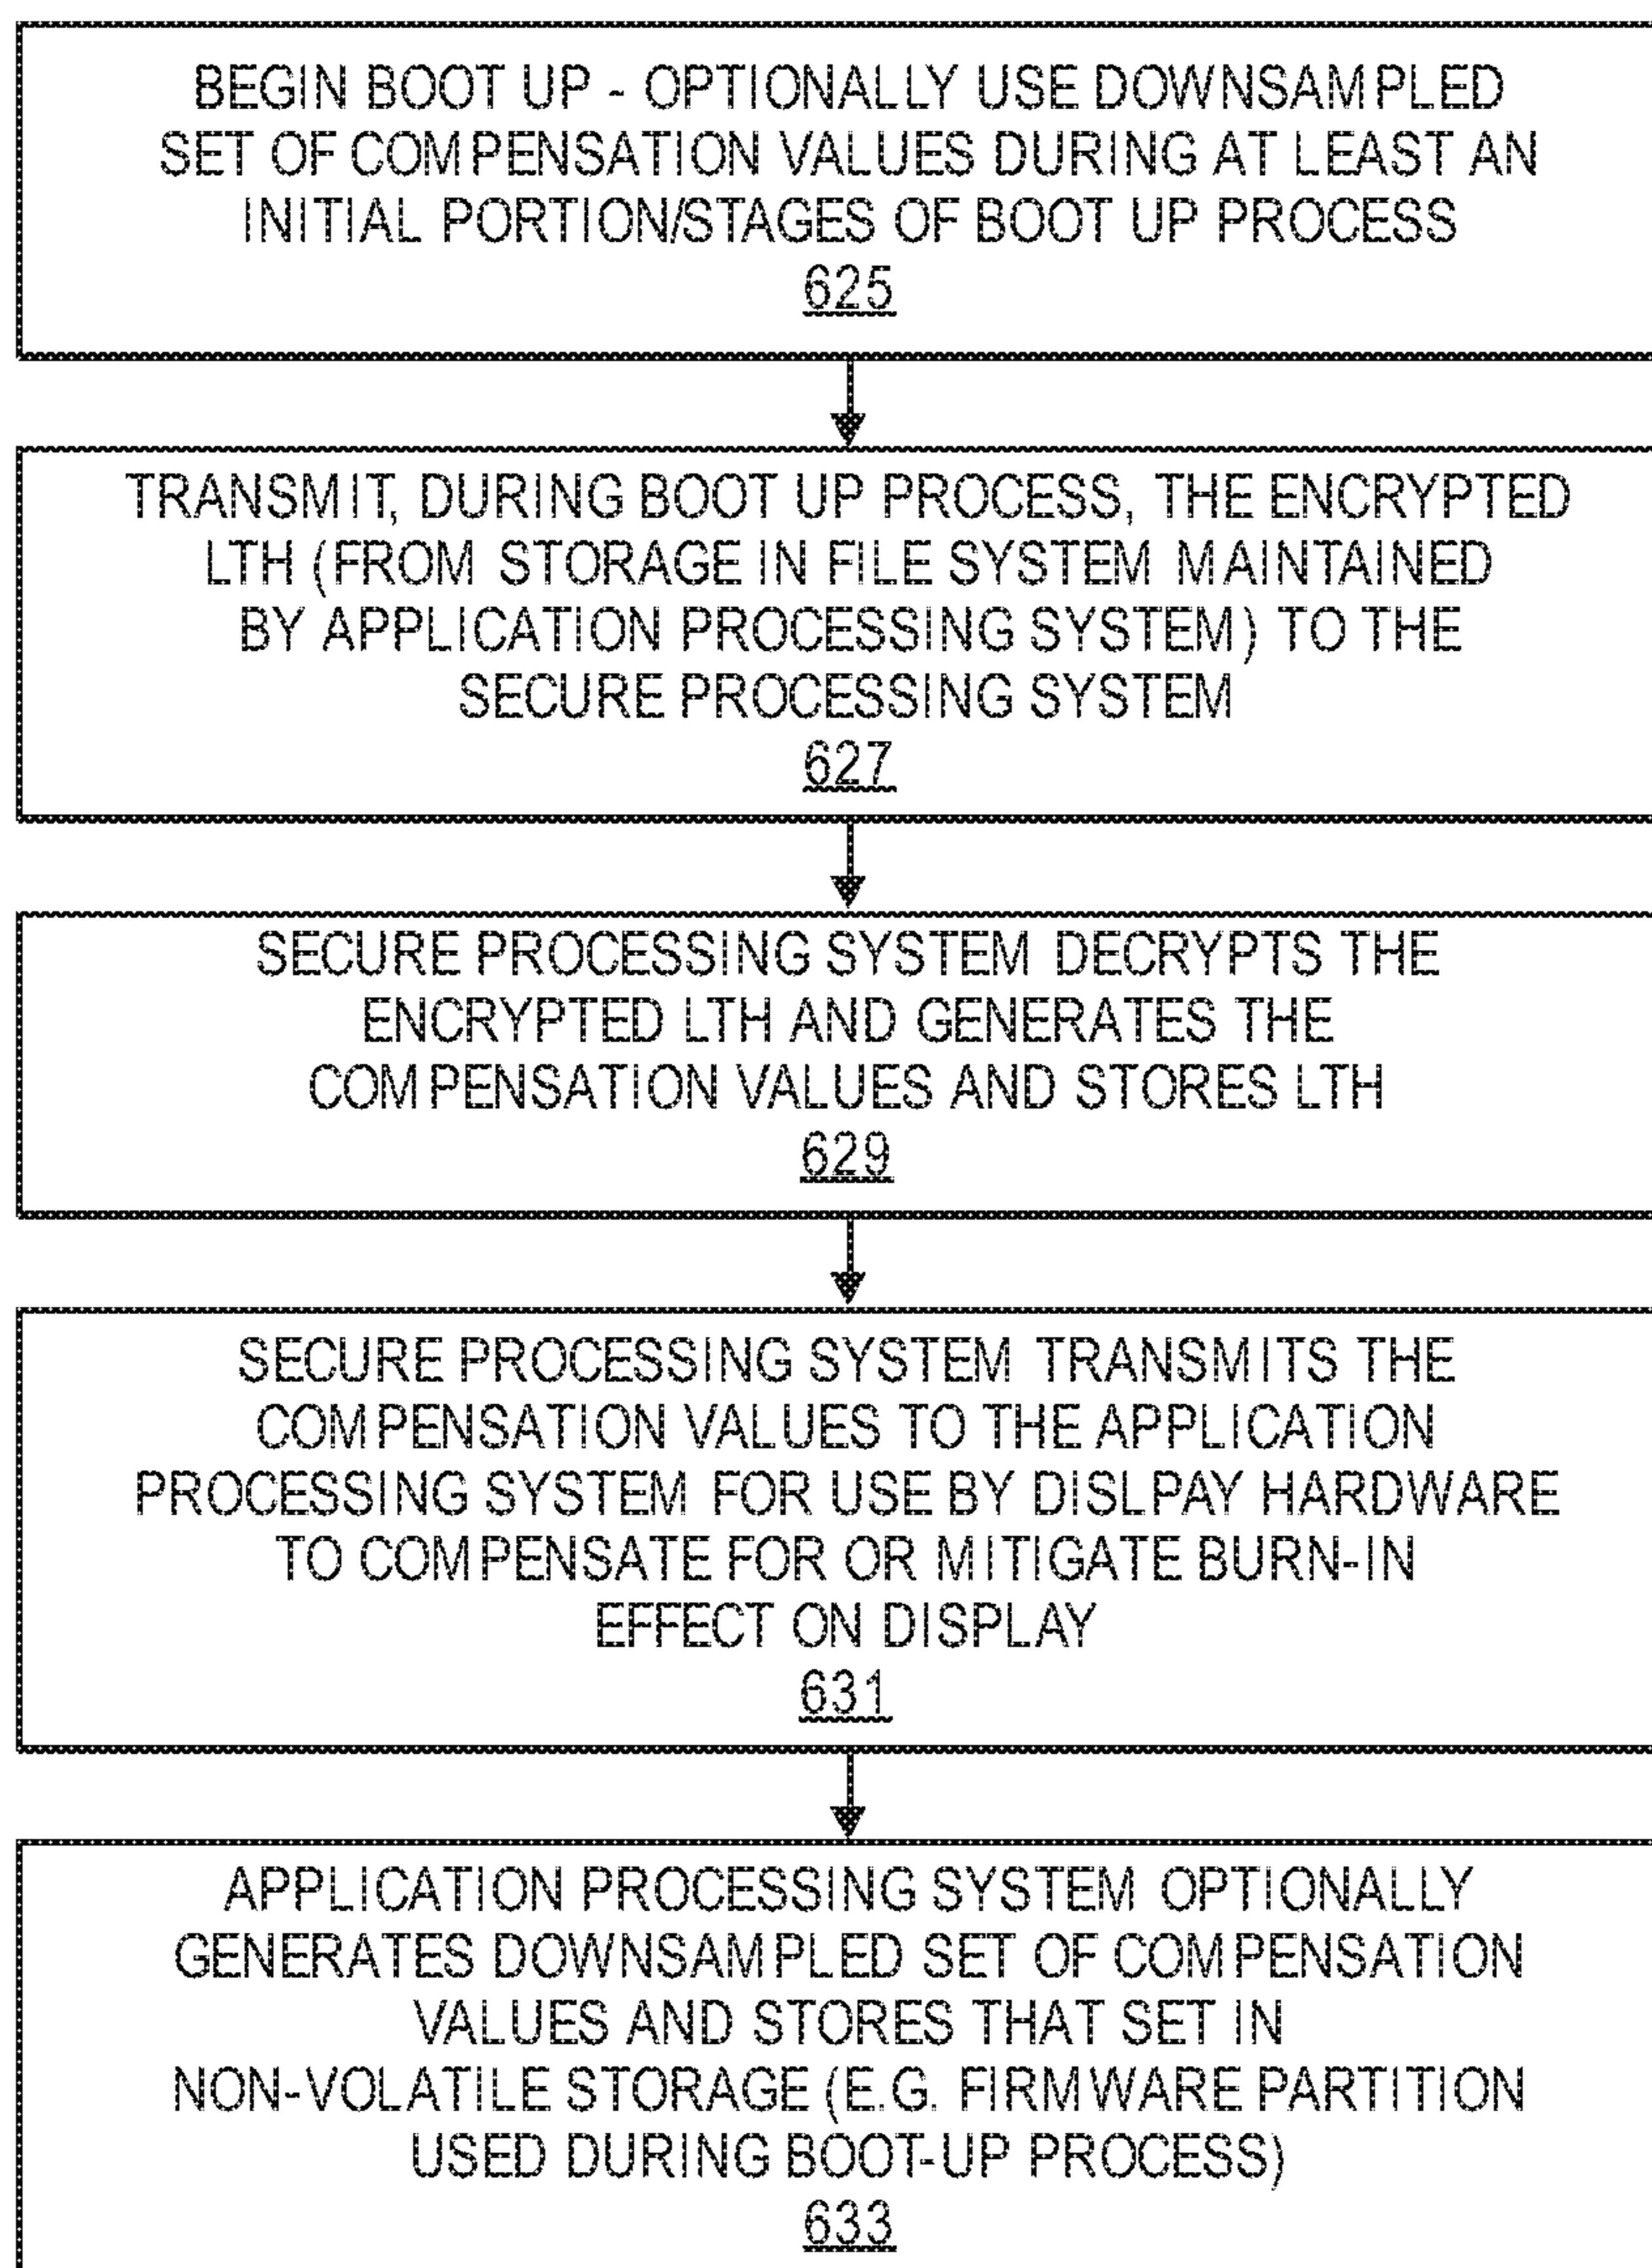 BEGIN BOOT UP - OPTIONALLY USE DOWNSAMPLED
SET OF COMPENSATION VALUES DURING AT LEAST AN
INITIAL PORTION/STAGES OF BOOT UP PROCESS
625
TRANSMIT, DURING BOOT UP PROCESS, THE ENCRYPTED
LTH (FROM STORAGE IN FILE SYSTEM MAINTAINED
BY APPLICATION PROCESSING SYSTEM) TO THE
SECURE PROCESSING SYSTEM
627
SECURE PROCESSING SYSTEM DECRYPTS THE
ENCRYPTED LTH AND GENERATES THE
COMPENSATION VALUES AND STORES LTH
629
SECURE PROCESSING SYSTEM TRANSMITS THE
COMPENSATION VALUES TO THE APPLICATION
PROCESSING SYSTEM FOR USE BY DISLPAY HARDWARE
TO COMPENSATE FOR OR MITIGATE BURN-IN
EFFECT ON DISPLAY
631
APPLICATION PROCESSING SYSTEM OPTIONALLY
GENERATES DOWNSAMPLED SET OF COMPENSATION
VALUES AND STORES THAT SET IN
NON-VOLATILE STORAGE (E.G. FIRMWARE PARTITION
USED DURING BOOT-UP PROCESS)
633